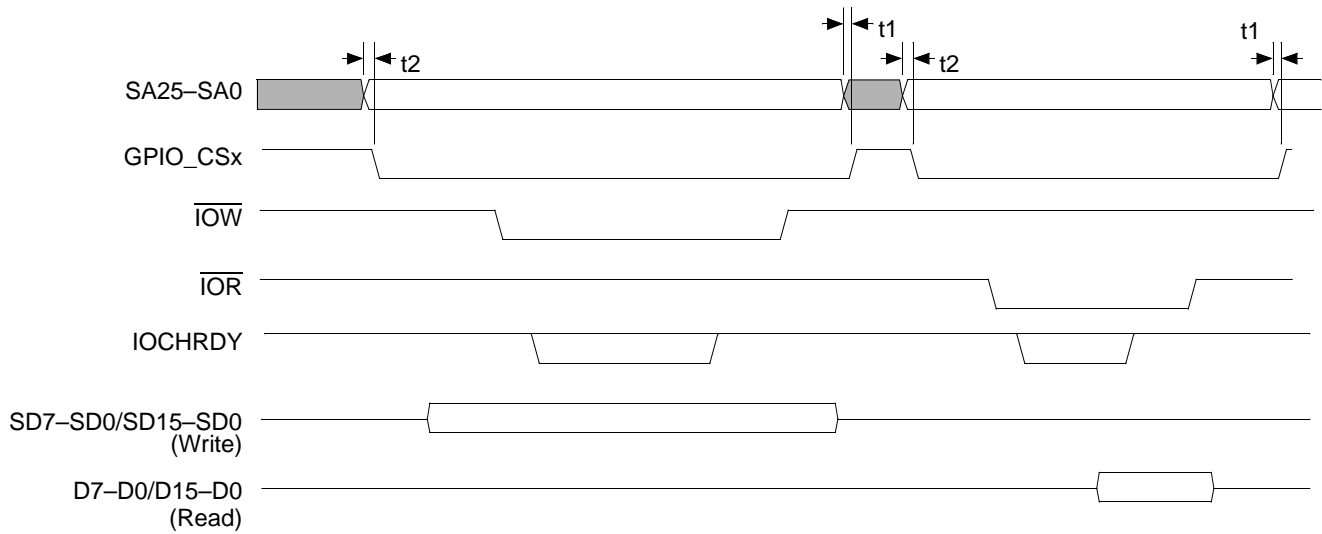 t1
t1
t2
t2
SA25–SA0
GPIO_CSx
IOW
IOR
IOCHRDY
SD7–SD0/SD15–SD0
(Write)
D7–D0/D15–D0
(Read)